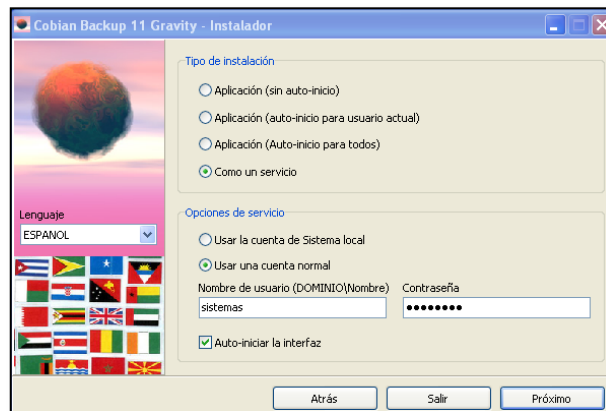 Cobian Backup 11 Gravity - Instalador
Tipo de instalación
Aplicación (sin auto-inicio)
Aplicación (auto-inicio para usuario actual)
Aplicación (Auto-inicio para todos)
Como un servicio
Lenguaje
ESPANOL
Opciones de servicio
Usar la cuenta de Sistema local
Usar una cuenta normal
Nombre de usuario (DOMINIO\Nombre) Contraseña
sistemas ●●●●●●●●
Auto-iniciar la interfaz
Atrás Salir Próximo